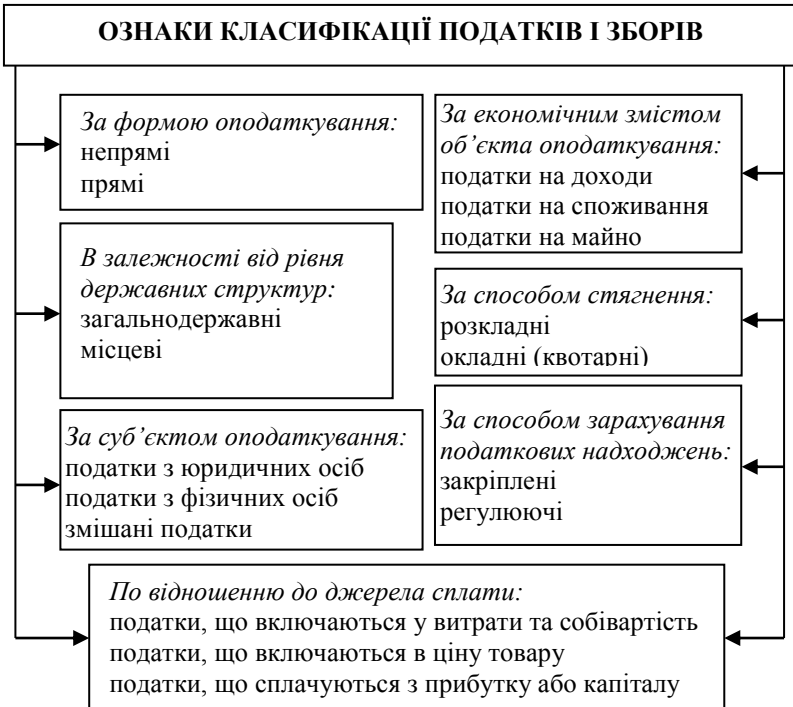 ОЗНАКИ КЛАСИФІКАЦІЇ ПОДАТКІВ І ЗБОРІВ
За формою оподаткування:
непрямі
прямі
В залежності від рівня
державних структур:
загальнодержавні
місцеві
За суб’єктом оподаткування:
податки з юридичних осіб
податки з фізичних осіб
змішані податки
За економічним змістом
об’єкта оподаткування:
податки на доходи
податки на споживання
податки на майно
За способом стягнення:
розкладні
окладні (квотарні)
За способом зарахування
податкових надходжень:
закріплені
регулюючі
По відношенню до джерела сплати:
податки, що включаються у витрати та собівартість
податки, що включаються в ціну товару
податки, що сплачуються з прибутку або капіталу